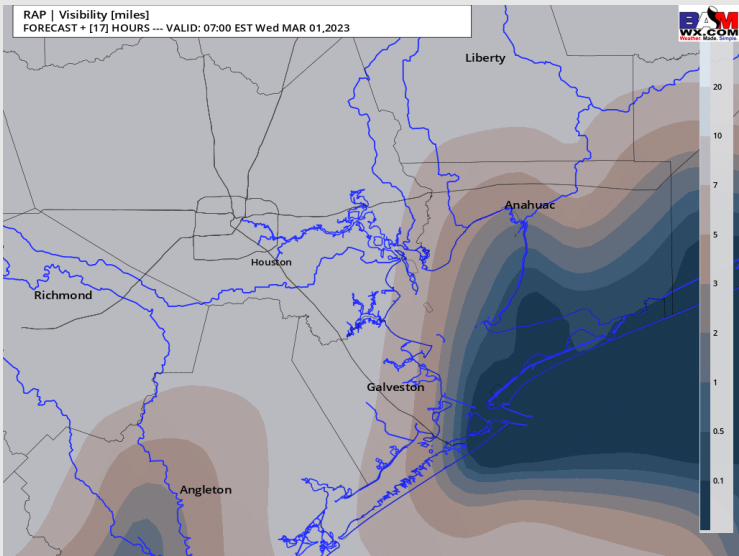 RAP | Visibility [miles]
FORECAST + [17] HOURS --- VALID: 07:00 EST Wed MAR 01,2023
BAM
WX.COM
Weather Made Simple.
Liberty
20
10
7
Anahuac
5
Houston
3
Richmond
2
Galveston
1
0.5
Angleton
0.1